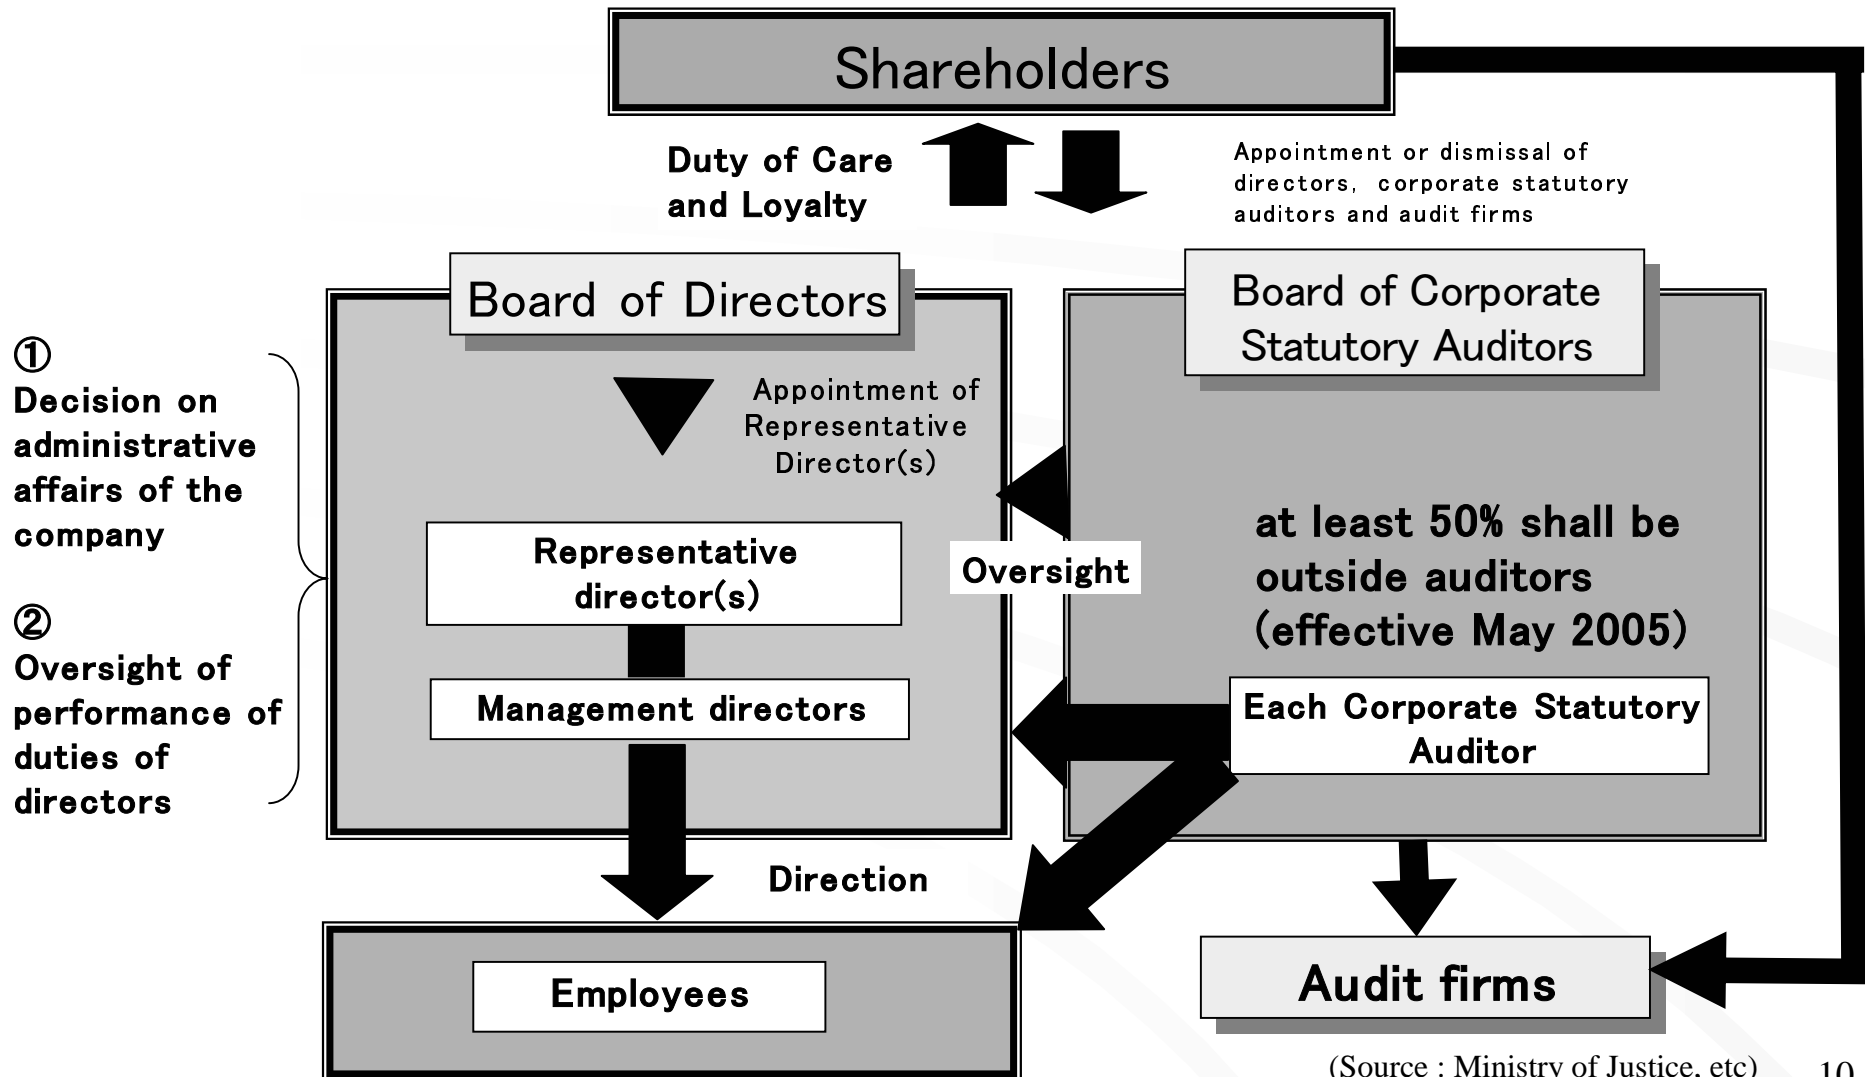 Shareholders
Duty of Care
and Loyalty
Appointment or dismissal of
directors, corporate statutory
auditors and audit firms
Board of Directors
Board of Corporate
Statutory Auditors
①
Decision on
administrative
affairs of the
company
②
Oversight of
performance of
duties of
directors
Appointment of
Representative
Director(s)
Representative
director(s)
Management directors
Oversight
at least 50% shall be
outside auditors
(effective May 2005)
Each Corporate Statutory
Auditor
Direction
Employees
Audit firms
(Source : Ministry of Justice, etc)
10